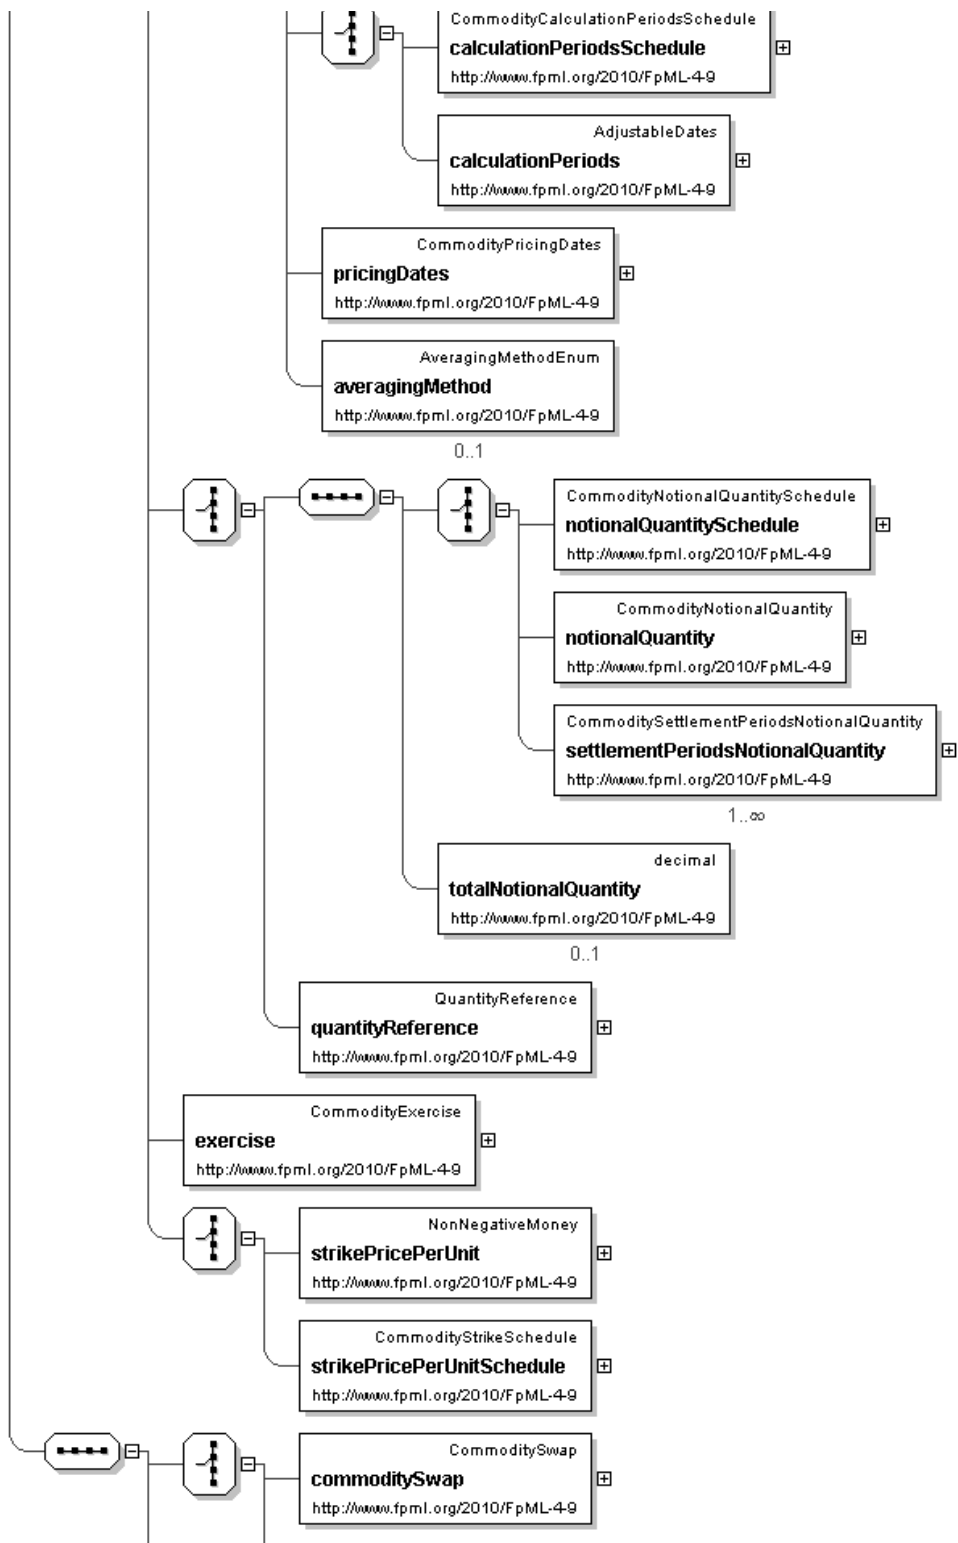 CommodityCalculationPeriodsSchedule
calculationPeriodsSchedule
http://www.fpml.org/2010/FpML-4-9
AdjustableDates
calculationPeriods
http://www.fpml.org/2010/FpML-4-9
CommodityPricingDates
pricingDates
http://www.fpml.org/2010/FpML-4-9
AveragingMethodEnum
averagingMethod
http://www.fpml.org/2010/FpML-4-9
0..1
CommodityNotionalQuantitySchedule
notionalQuantitySchedule
http://www.fpml.org/2010/FpML-4-9
CommodityNotionalQuantity
notionalQuantity
http://www.fpml.org/2010/FpML-4-9
CommoditySettlementPeriodsNotionalQuantity
settlementPeriodsNotionalQuantity
http://www.fpml.org/2010/FpML-4-9
1..∞
decimal
totalNotionalQuantity
http://www.fpml.org/2010/FpML-4-9
0..1
QuantityReference
quantityReference
http://www.fpml.org/2010/FpML-4-9
CommodityExercise
exercise
http://www.fpml.org/2010/FpML-4-9
NonNegativeMoney
strikePricePerUnit
http://www.fpml.org/2010/FpML-4-9
CommodityStrikeSchedule
strikePricePerUnitSchedule
http://www.fpml.org/2010/FpML-4-9
CommoditySwap
commoditySwap
http://www.fpml.org/2010/FpML-4-9